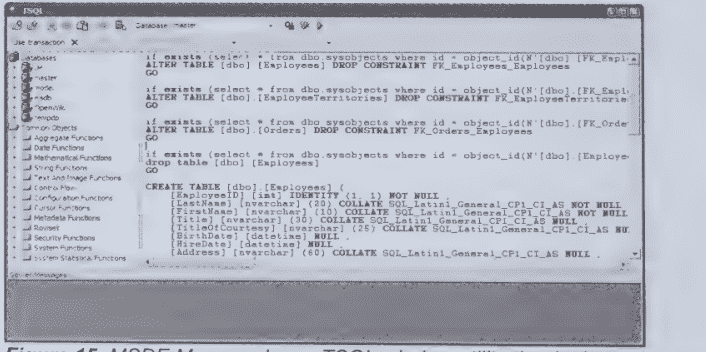 TSQL
Database: master
Use transaction X
Databases
master
model
msdb
OpenWiki
tempdb
Common Objects
Aggregate Functions
Date Functions
Mathematical Functions
String Functions
Text And Image Functions
Control Flow
Configuration Functions
Cursor Functions
Metadata Functions
Rowset
Security Functions
System Functions
System Statistical Functions
if exists (select * from dbo.sysobjects where id = object_id(N'[dbo].[FK_Empl
ALTER TABLE [dbo].[Employees] DROP CONSTRAINT FK_Employees_Employees
GO
if exists (select * from dbo.sysobjects where id = object_id(N'[dbo].[FK_Empl
ALTER TABLE [dbo].[EmployeeTerritories] DROP CONSTRAINT FK_EmployeeTerritorie
GO
if exists (select * from dbo.sysobjects where id = object_id(N'[dbo].[FK_Orde
ALTER TABLE [dbo].[Orders] DROP CONSTRAINT FK_Orders_Employees
GO
if exists (select * from dbo.sysobjects where id = object_id(N'[dbo].[Employe
drop table [dbo].[Employees]
GO
CREATE TABLE [dbo].[Employees] (
[EmployeeID] [int] IDENTITY (1, 1) NOT NULL ,
[LastName] [nvarchar] (20) COLLATE SQL_Latin1_General_CP1_CI_AS NOT NULL
[FirstName] [nvarchar] (10) COLLATE SQL_Latin1_General_CP1_CI_AS NOT NULL
[Title] [nvarchar] (30) COLLATE SQL_Latin1_General_CP1_CI_AS NULL ,
[TitleOfCourtesy] [nvarchar] (25) COLLATE SQL_Latin1_General_CP1_CI_AS NU
[BirthDate] [datetime] NULL ,
[HireDate] [datetime] NULL ,
[Address] [nvarchar] (60) COLLATE SQL_Latin1_General_CP1_CI_AS NULL ,
Server Messages